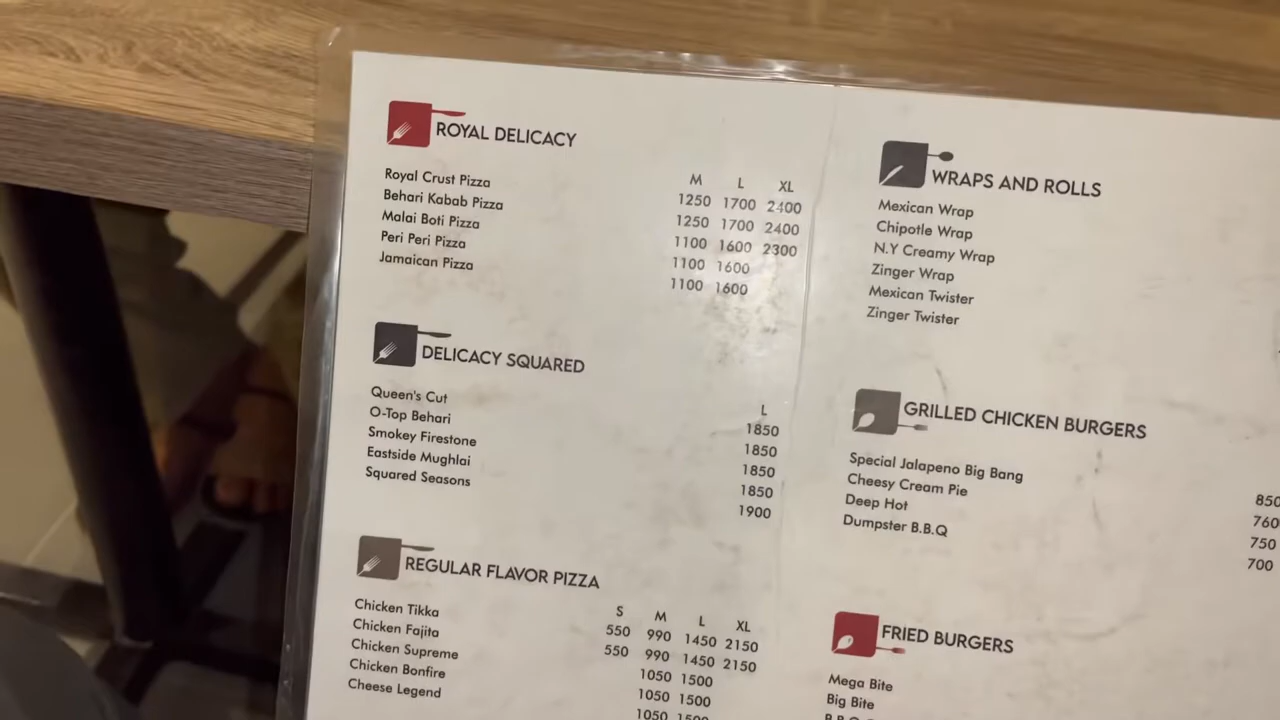 ROYAL DELICACY
M L XL
Royal Crust Pizza 1250 1700 2400
Behari Kabab Pizza 1250 1700 2400
Malai Boti Pizza 1100 1600 2300
Peri Peri Pizza 1100 1600
Jamaican Pizza 1100 1600
DELICACY SQUARED
L
Queen's Cut 1850
O-Top Behari 1850
Smokey Firestone 1850
Eastside Mughlai 1850
Squared Seasons 1900
REGULAR FLAVOR PIZZA
S M L XL
Chicken Tikka 550 990 1450 2150
Chicken Fajita 550 990 1450 2150
Chicken Supreme 1050 1500
Chicken Bonfire 1050 1500
Cheese Legend 1050 1500
WRAPS AND ROLLS
Mexican Wrap
Chipotle Wrap
N.Y Creamy Wrap
Zinger Wrap
Mexican Twister
Zinger Twister
GRILLED CHICKEN BURGERS
Special Jalapeno Big Bang 850
Cheesy Cream Pie 760
Deep Hot 750
Dumpster B.B.Q 700
FRIED BURGERS
Mega Bite
Big Bite